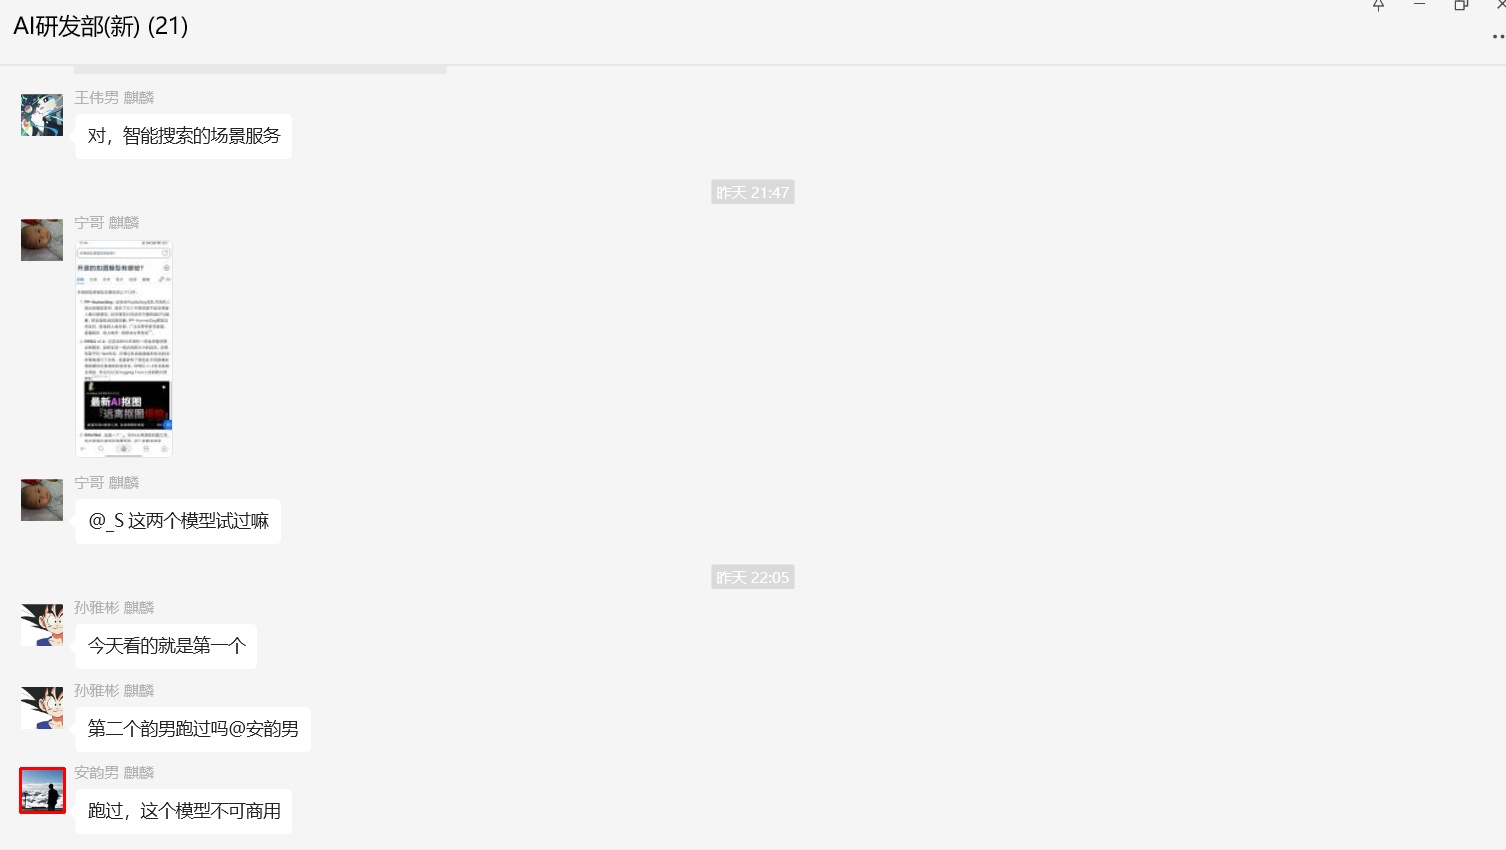 AI研发部(新) (21)
王伟男 麒麟
对，智能搜索的场景服务
昨天 21:47
宁哥 麒麟
开源的抠图模型有哪些？
最新AI抠图
远离抠图
宁哥 麒麟
@_S 这两个模型试过嘛
昨天 22:05
孙雅彬 麒麟
今天看的就是第一个
孙雅彬 麒麟
第二个韵男跑过吗@安韵男
安韵男 麒麟
跑过，这个模型不可商用